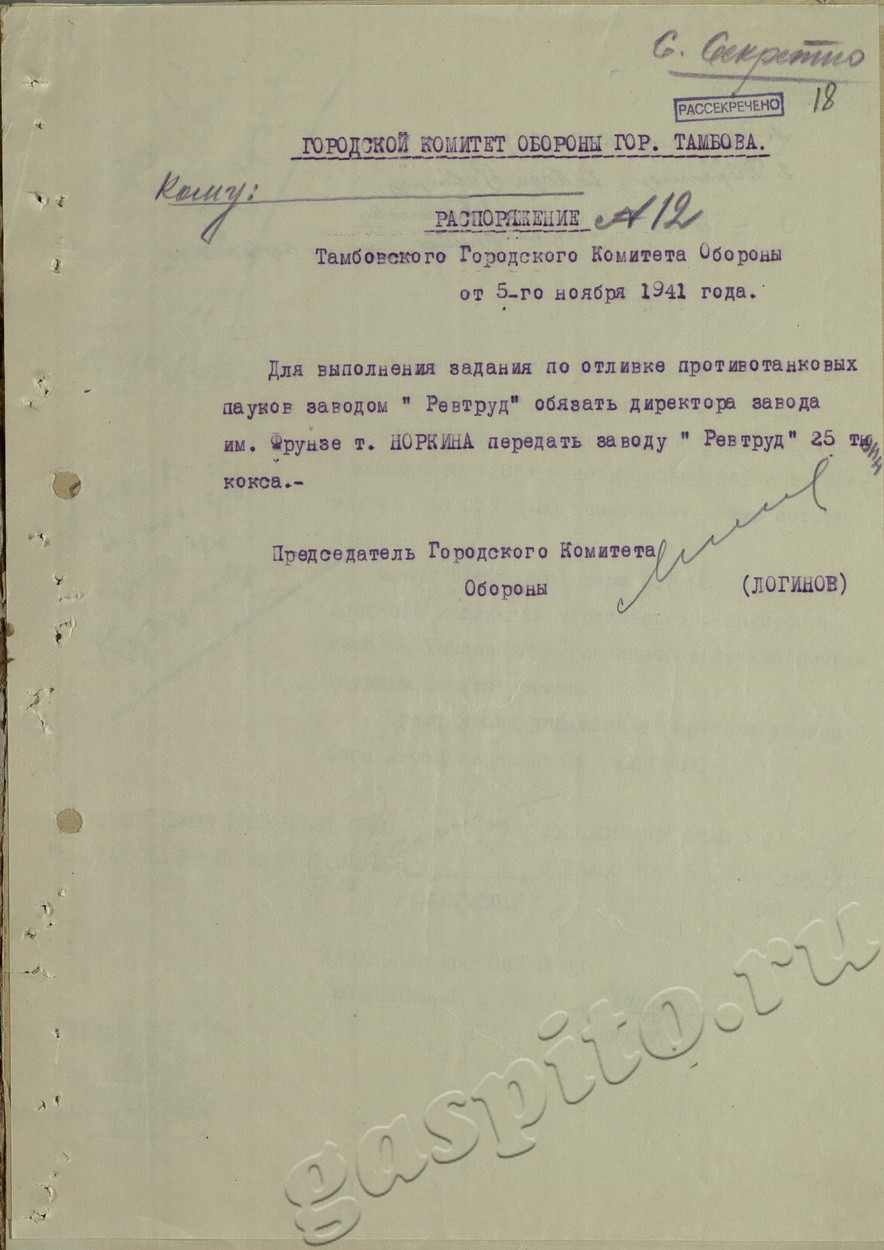 С. Секретно
РАССЕКРЕЧЕНО 18
ГОРОДСКОЙ КОМИТЕТ ОБОРОНЫ ГОР. ТАМБОВА.
Кому:
РАСПОРЯЖЕНИЕ №12
Тамбовского Городского Комитета Обороны
от 5-го ноября 1941 года.
Для выполнения задания по отливке противотанковых
пауков заводом " Ревтруд" обязать директора завода
им. Фрунзе т. НОРКИНА передать заводу " Ревтруд" 25 тн
кокса.-
Председатель Городского Комитета
Обороны (ЛОГИНОВ)
gaspito.ru